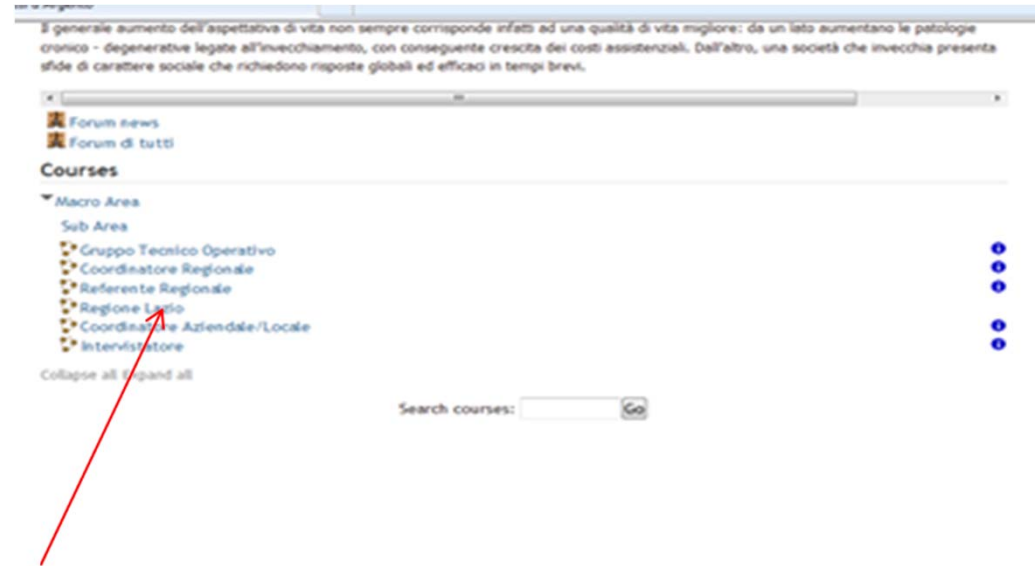 d'Argento
Il generale aumento dell'aspettativa di vita non sempre corrisponde infatti ad una qualità di vita migliore: da un lato aumentano le patologie
cronico - degenerative legate all'invecchiamento, con conseguente crescita dei costi assistenziali. Dall'altro, una società che invecchia presenta
sfide di carattere sociale che richiedono risposte globali ed efficaci in tempi brevi.
Forum news
Forum di tutti
Courses
Macro Area
Sub Area
Gruppo Tecnico Operativo
Coordinatore Regionale
Referente Regionale
Regione Lazio
Coordinatore Aziendale/Locale
Intervistatore
Collapse all Expand all
Search courses: Go